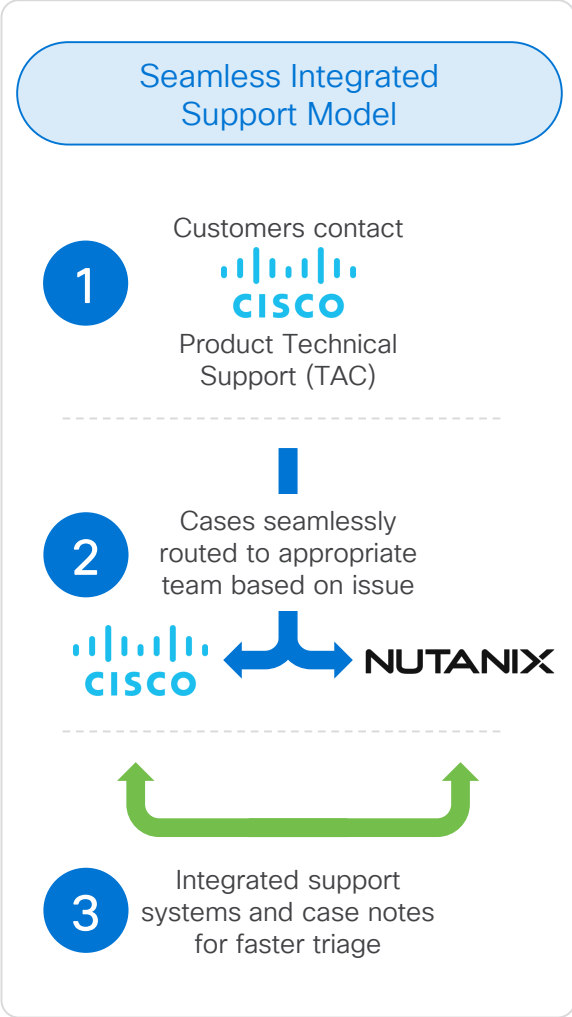 Seamless Integrated
Support Model
1
Customers contact
CISCO
Product Technical
Support (TAC)
2
Cases seamlessly
routed to appropriate
team based on issue
CISCO
NUTANIX
3
Integrated support
systems and case notes
for faster triage